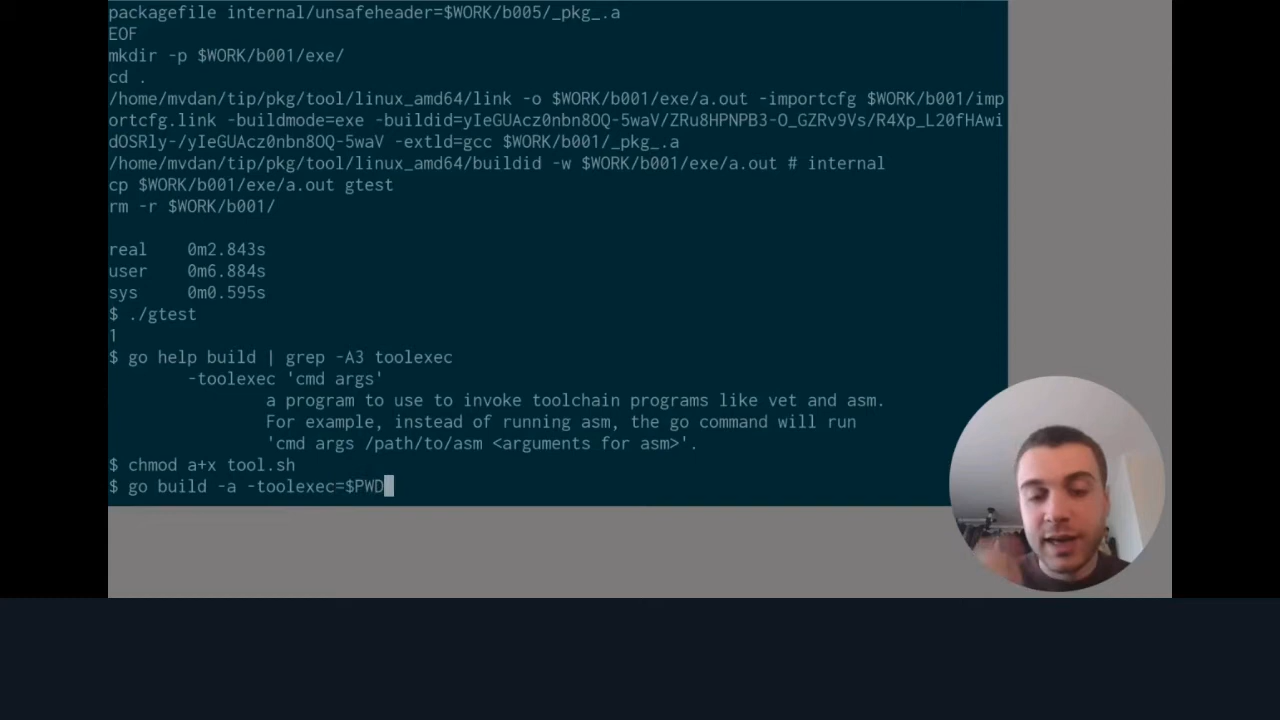 packagefile internal/unsafeheader=$WORK/b005/_pkg_.a
EOF
mkdir -p $WORK/b001/exe/
cd .
/home/mvdan/tip/pkg/tool/linux_amd64/link -o $WORK/b001/exe/a.out -importcfg $WORK/b001/imp
ortcfg.link -buildmode=exe -buildid=yIeGUAcz0nbn8OQ-5waV/ZRu8HPNPB3-O_GZRv9Vs/R4Xp_L20fHAwi
dOSRly-/yIeGUAcz0nbn8OQ-5waV -extld=gcc $WORK/b001/_pkg_.a
/home/mvdan/tip/pkg/tool/linux_amd64/buildid -w $WORK/b001/exe/a.out # internal
cp $WORK/b001/exe/a.out gtest
rm -r $WORK/b001/
real 0m2.843s
user 0m6.884s
sys 0m0.595s
$ ./gtest
1
$ go help build | grep -A3 toolexec
-toolexec 'cmd args'
a program to use to invoke toolchain programs like vet and asm.
For example, instead of running asm, the go command will run
'cmd args /path/to/asm <arguments for asm>'.
$ chmod a+x tool.sh
$ go build -a -toolexec=$PWD